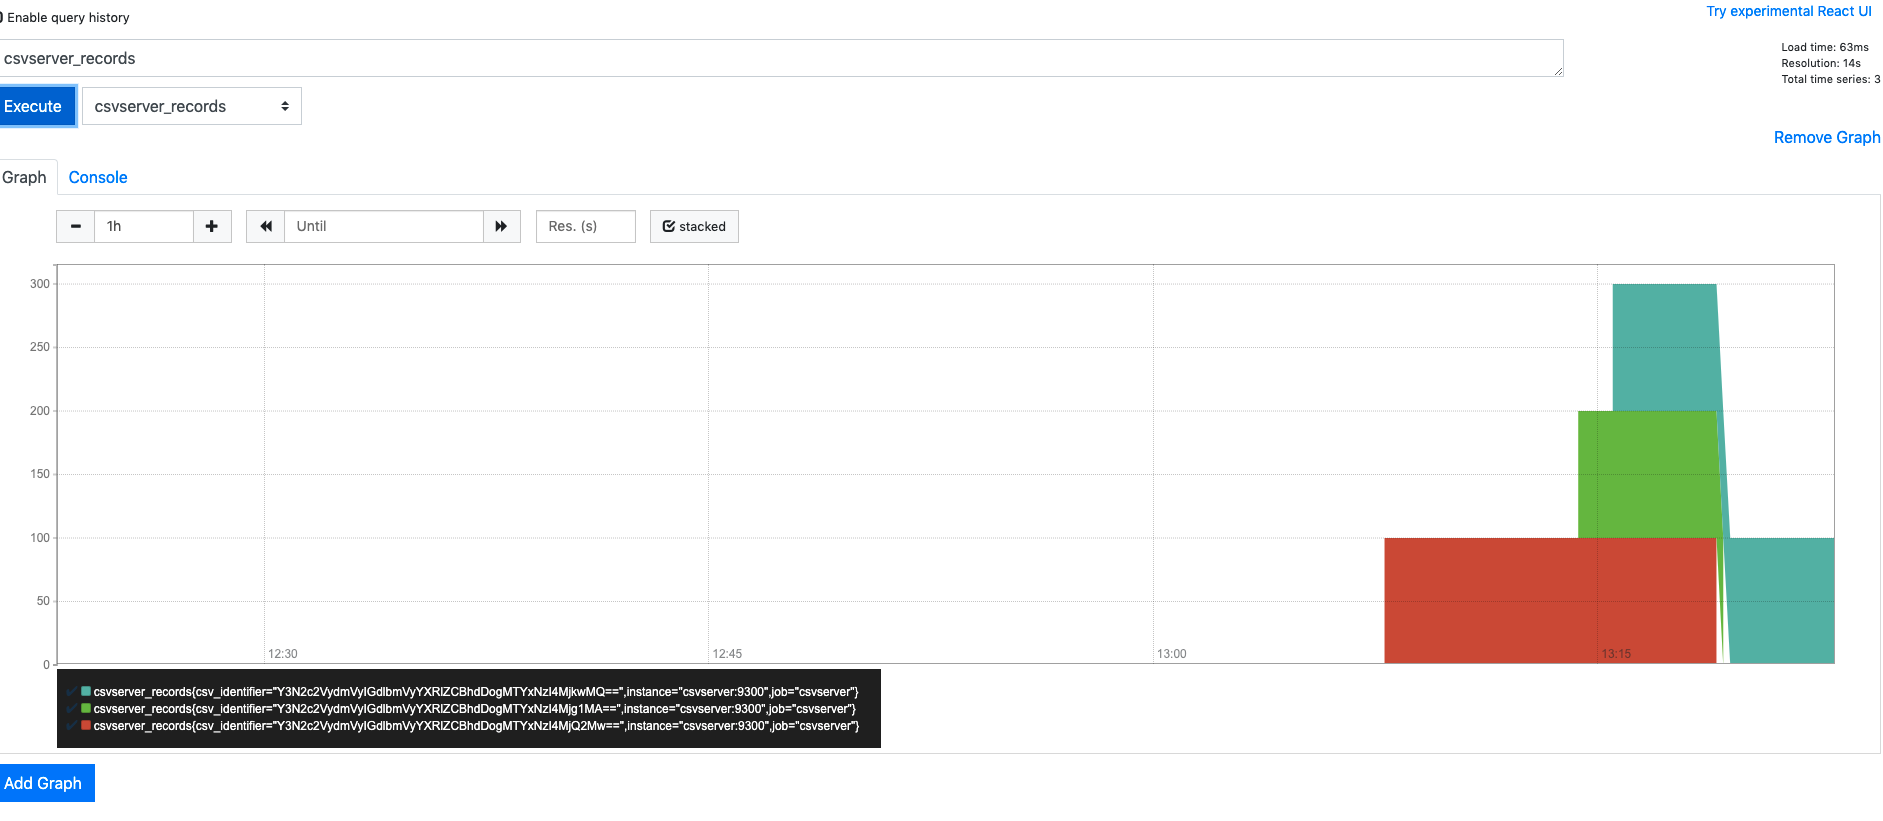 Enable query history
Try experimental React UI
csvserver_records
Load time: 63ms
Resolution: 14s
Total time series: 3
Execute
csvserver_records
Remove Graph
Graph
Console
1h
Until
Res. (s)
stacked
300
250
200
150
100
50
0
12:30
12:45
13:00
13:15
csvserver_records{csv_identifier="Y3N2c2VydmVyIGdlbmVyYXRlZCBhdDogMTYxNzI4MjkwMQ==",instance="csvserver:9300",job="csvserver"}
csvserver_records{csv_identifier="Y3N2c2VydmVyIGdlbmVyYXRlZCBhdDogMTYxNzI4Mjg1MA==",instance="csvserver:9300",job="csvserver"}
csvserver_records{csv_identifier="Y3N2c2VydmVyIGdlbmVyYXRlZCBhdDogMTYxNzI4MjQ2Mw==",instance="csvserver:9300",job="csvserver"}
Add Graph